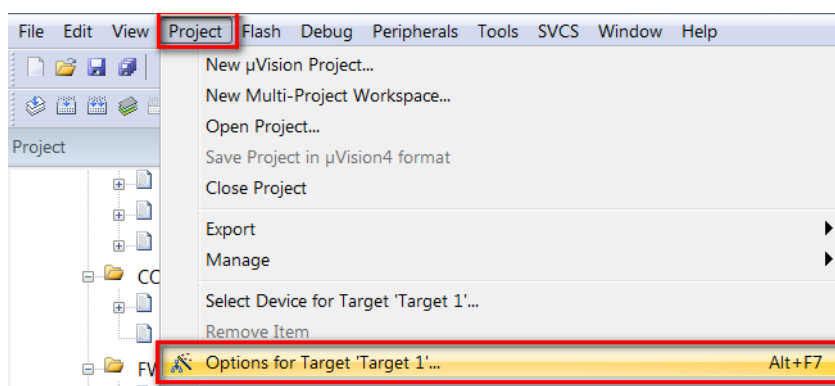 File Edit View Project Flash Debug Peripherals Tools SVCS Window Help
New µVision Project...
New Multi-Project Workspace...
Open Project...
Project
Save Project in µVision4 format
Close Project
Export
Manage
CO
Select Device for Target 'Target 1'...
Remove Item
FW
Options for Target 'Target 1'... Alt+F7